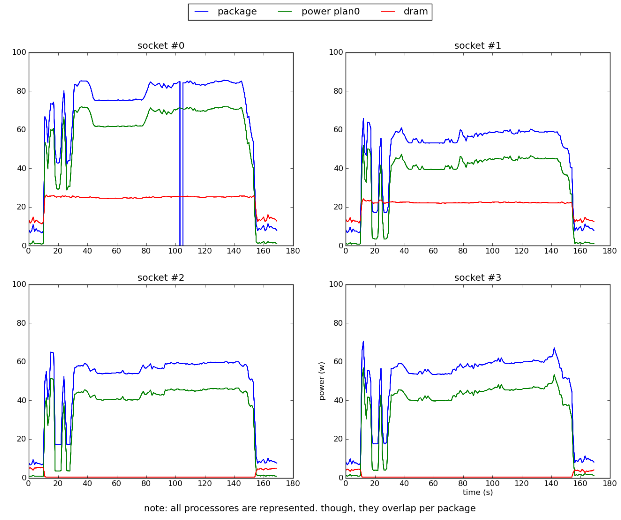 package power plan0 dram
socket #0
100
80
60
40
20
0
0 20 40 60 80 100 120 140 160 180
socket #1
100
80
60
40
20
0
0 20 40 60 80 100 120 140 160 180
socket #2
100
80
60
40
20
0
0 20 40 60 80 100 120 140 160 180
socket #3
100
80
60
40
20
0
power (w)
0 20 40 60 80 100 120 140 160 180
time (s)
note: all processores are represented. though, they overlap per package